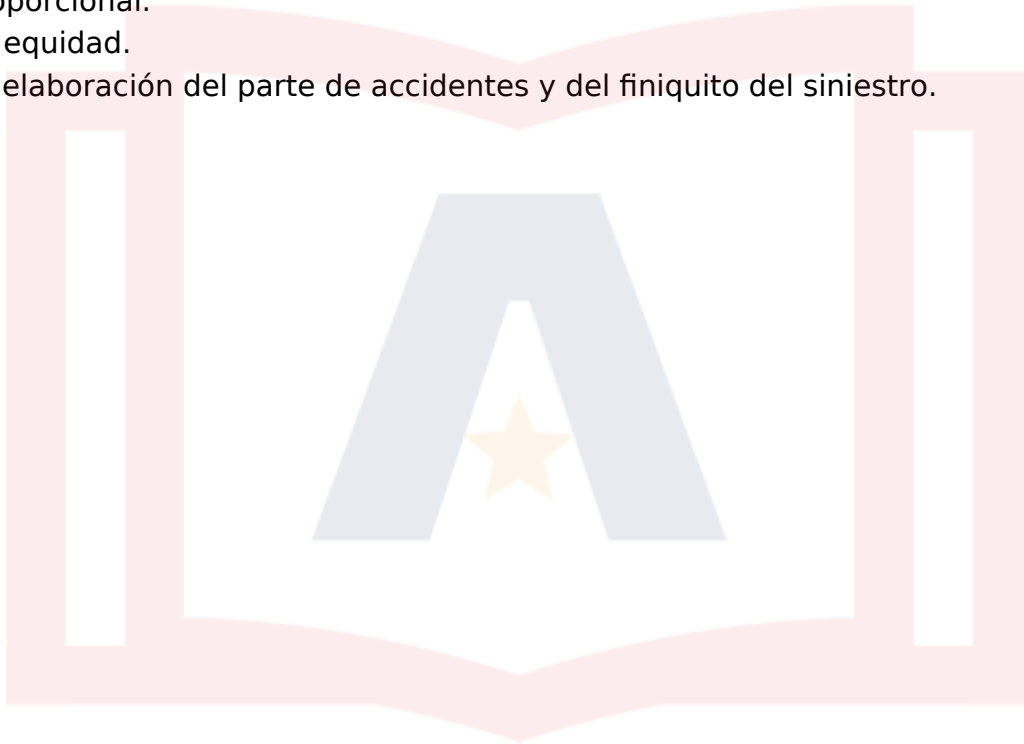 equidad.
elaboración del parte de accidentes y del finiquito del siniestro.